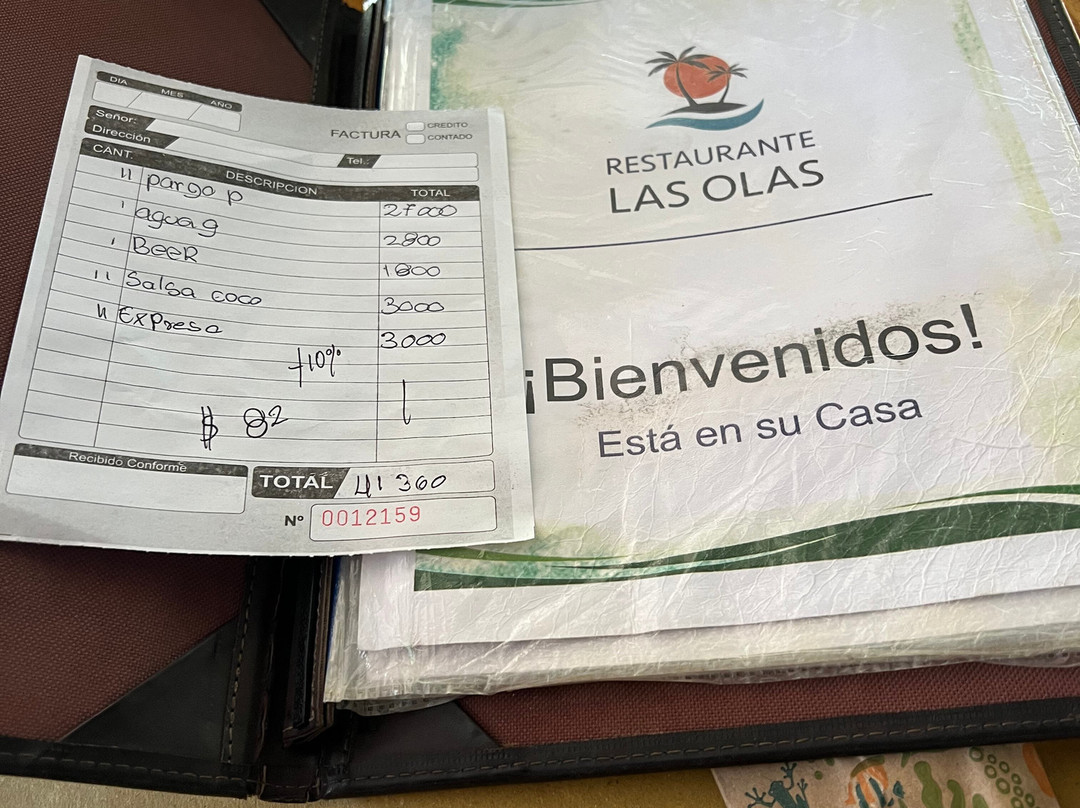 DIA MES AÑO
Señor:
Dirección
FACTURA
CREDITO
CONTADO
Tel.:
CANT. DESCRIPCION TOTAL
11 pargo p 27000
1 agua g 2800
1 BEER 1800
11 Salsa coco 3000
11 Expreso 3000
+10%
$ 82
Recibido Conforme
TOTAL 41 360
Nº 0012159
RESTAURANTE
LAS OLAS
¡Bienvenidos!
Está en su Casa